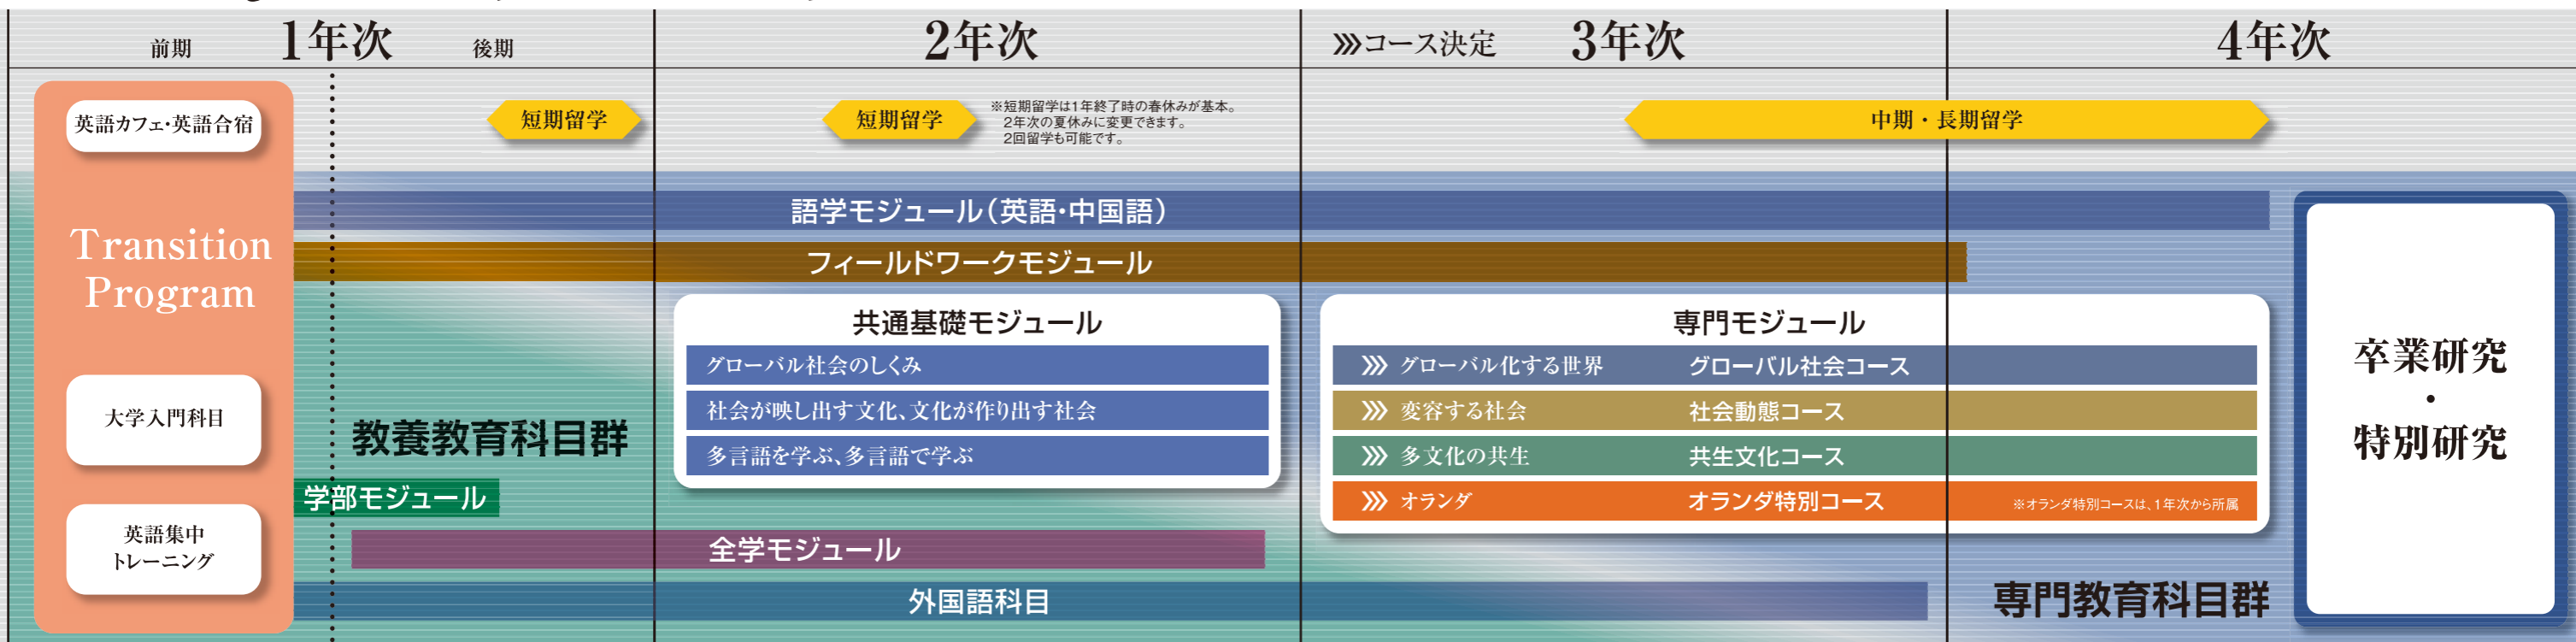 前期
1年次
後期
2年次
コース決定
3年次
4年次
英語カフェ・英語合宿
短期留学
短期留学
※短期留学は1年終了時の春休みが基本。
2年次の夏休みに変更できます。
2回留学も可能です。
中期・長期留学
Transition
Program
大学入門科目
英語集中
トレーニング
語学モジュール(英語・中国語)
フィールドワークモジュール
教養教育科目群
学部モジュール
共通基礎モジュール
グローバル社会のしくみ
社会が映し出す文化、文化が作り出す社会
多言語を学ぶ、多言語で学ぶ
専門モジュール
グローバル化する世界 グローバル社会コース
変容する社会 社会動態コース
多文化の共生 共生文化コース
オランダ オランダ特別コース ※オランダ特別コースは、1年次から所属
全学モジュール
外国語科目
専門教育科目群
卒業研究
・
特別研究